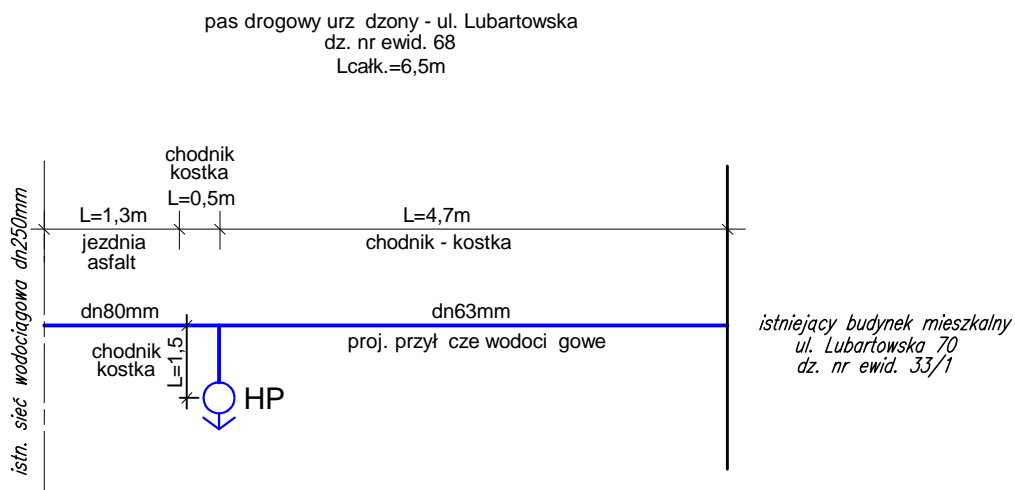 pas drogowy urz dzony - ul. Lubartowska
dz. nr ewid. 68
Lcałk.=6,5m
chodnik
kostka
L=0,5m
L=1,3m
jezdnia
asfalt
L=4,7m
chodnik - kostka
istn. sieć wodociągowa dn250mm
dn80mm
dn63mm
chodnik
kostka
L=1,5
proj. przył cze wodoci gowe
HP
istniejący budynek mieszkalny
ul. Lubartowska 70
dz. nr ewid. 33/1